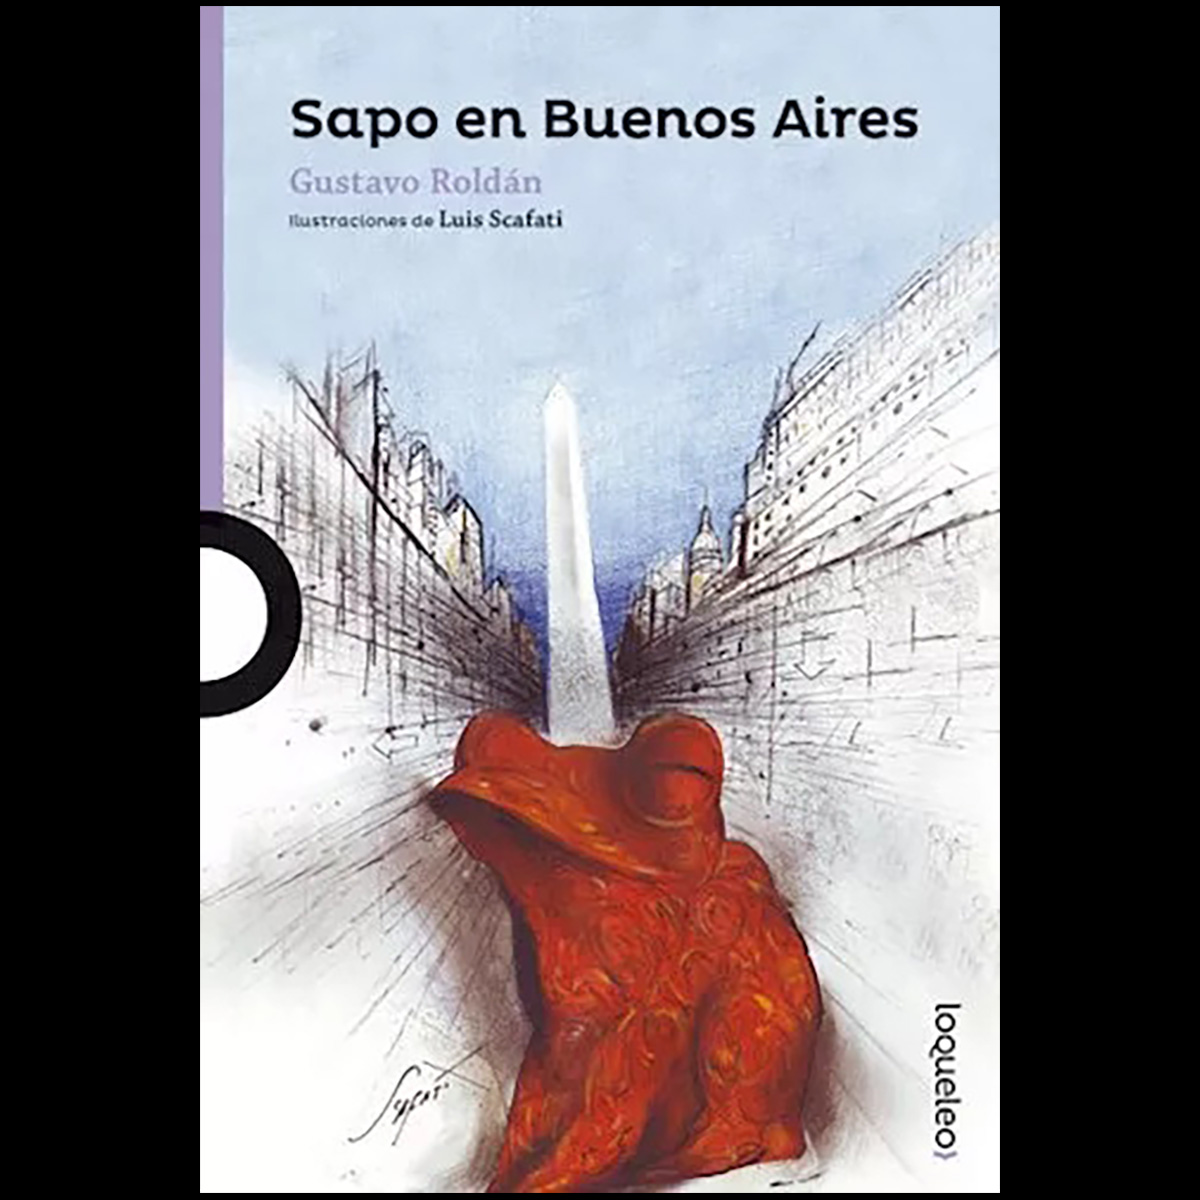 Sapo en Buenos Aires
Gustavo Roldán
Ilustraciones de Luis Scafati
loqueleo